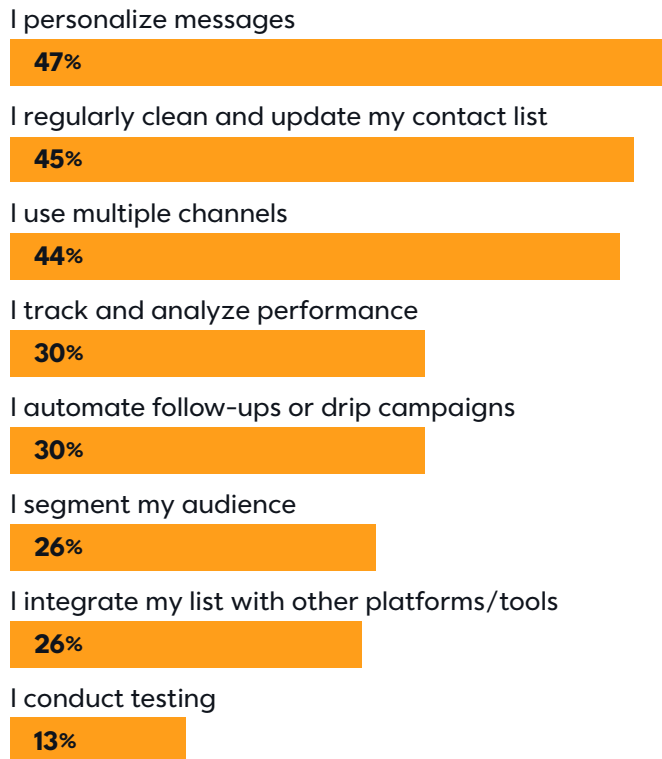 I personalize messages
47%
I regularly clean and update my contact list
45%
I use multiple channels
44%
I track and analyze performance
30%
I automate follow-ups or drip campaigns
30%
I segment my audience
26%
I integrate my list with other platforms/tools
26%
I conduct testing
13%